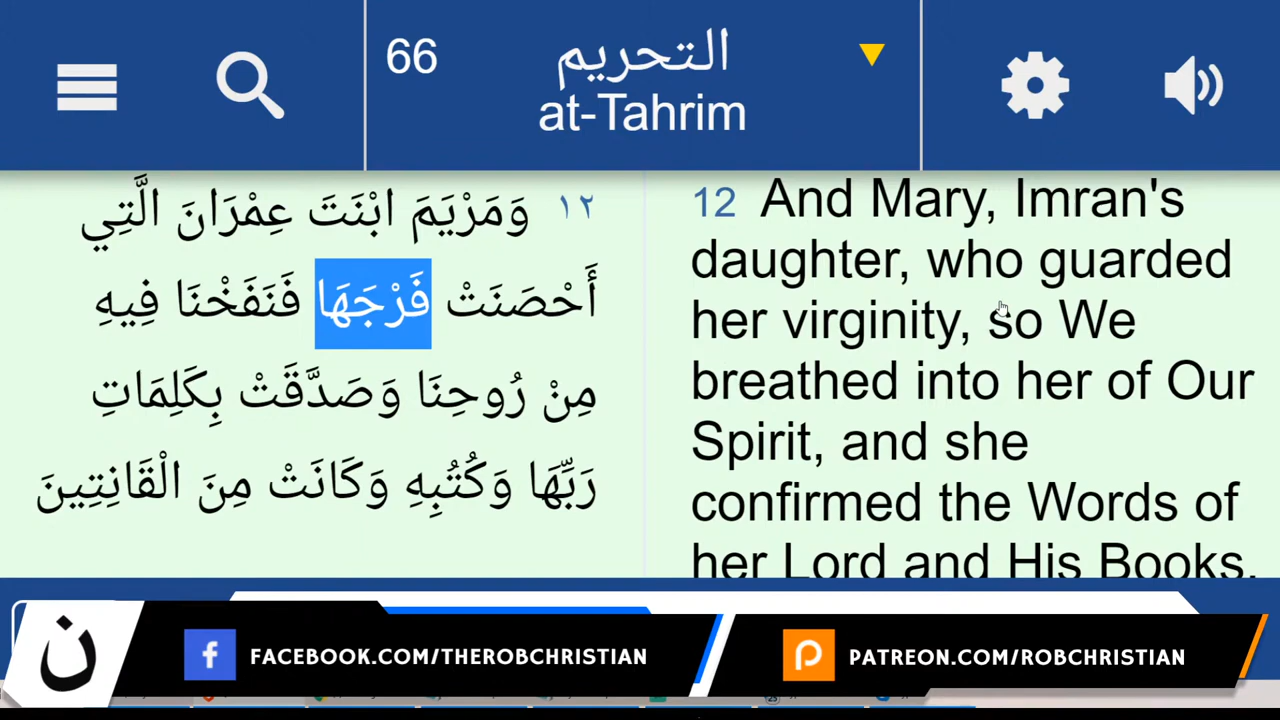 66
التحريم
at-Tahrim
١٢ وَمَرْيَمَ ابْنَتَ عِمْرَانَ الَّتِي
أَحْصَنَتْ فَرْجَهَا فَنَفَخْنَا فِيهِ
مِنْ رُوحِنَا وَصَدَّقَتْ بِكَلِمَاتِ
رَبِّهَا وَكُتُبِهِ وَكَانَتْ مِنَ الْقَانِتِينَ
12 And Mary, Imran's
daughter, who guarded
her virginity, so We
breathed into her of Our
Spirit, and she
confirmed the Words of
her Lord and His Books,
ن
FACEBOOK.COM/THEROBCHRISTIAN
PATREON.COM/ROBCHRISTIAN